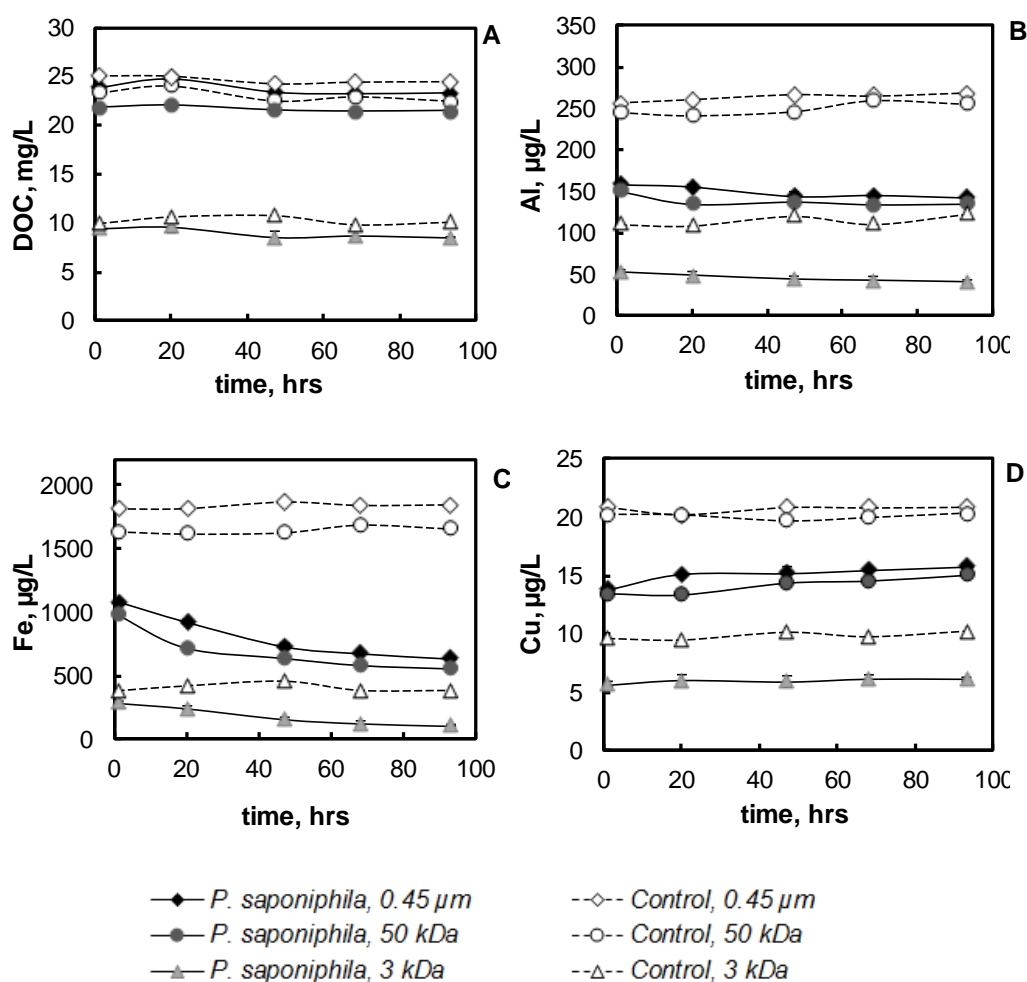 A
DOC, mg/L
30
25
20
15
10
5
0
0 20 40 60 80 100
time, hrs
B
Al, µg/L
350
300
250
200
150
100
50
0
0 20 40 60 80 100
time, hrs
C
Fe, µg/L
2000
1500
1000
500
0
0 20 40 60 80 100
time, hrs
D
Cu, µg/L
25
20
15
10
5
0
0 20 40 60 80 100
time, hrs
P. saponiphila, 0.45 µm
P. saponiphila, 50 kDa
P. saponiphila, 3 kDa
Control, 0.45 µm
Control, 50 kDa
Control, 3 kDa